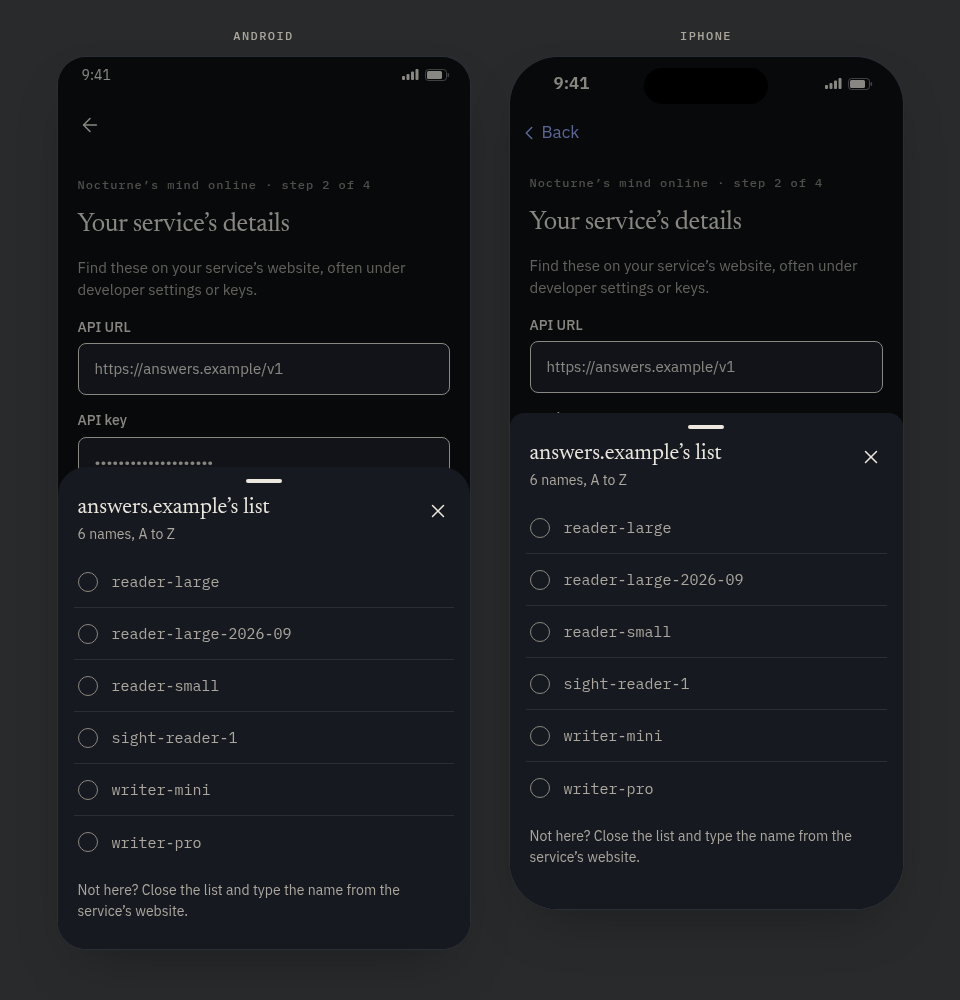 ANDROID
9:41
Nocturne’s mind online · step 2 of 4
Your service’s details
Find these on your service’s website, often under
developer settings or keys.
API URL
https://answers.example/v1
API key
answers.example’s list
6 names, A to Z
reader-large
reader-large-2026-09
reader-small
sight-reader-1
writer-mini
writer-pro
Not here? Close the list and type the name from the
service’s website.
IPHONE
9:41
Back
Nocturne’s mind online · step 2 of 4
Your service’s details
Find these on your service’s website, often under
developer settings or keys.
API URL
https://answers.example/v1
answers.example’s list
6 names, A to Z
reader-large
reader-large-2026-09
reader-small
sight-reader-1
writer-mini
writer-pro
Not here? Close the list and type the name from the
service’s website.